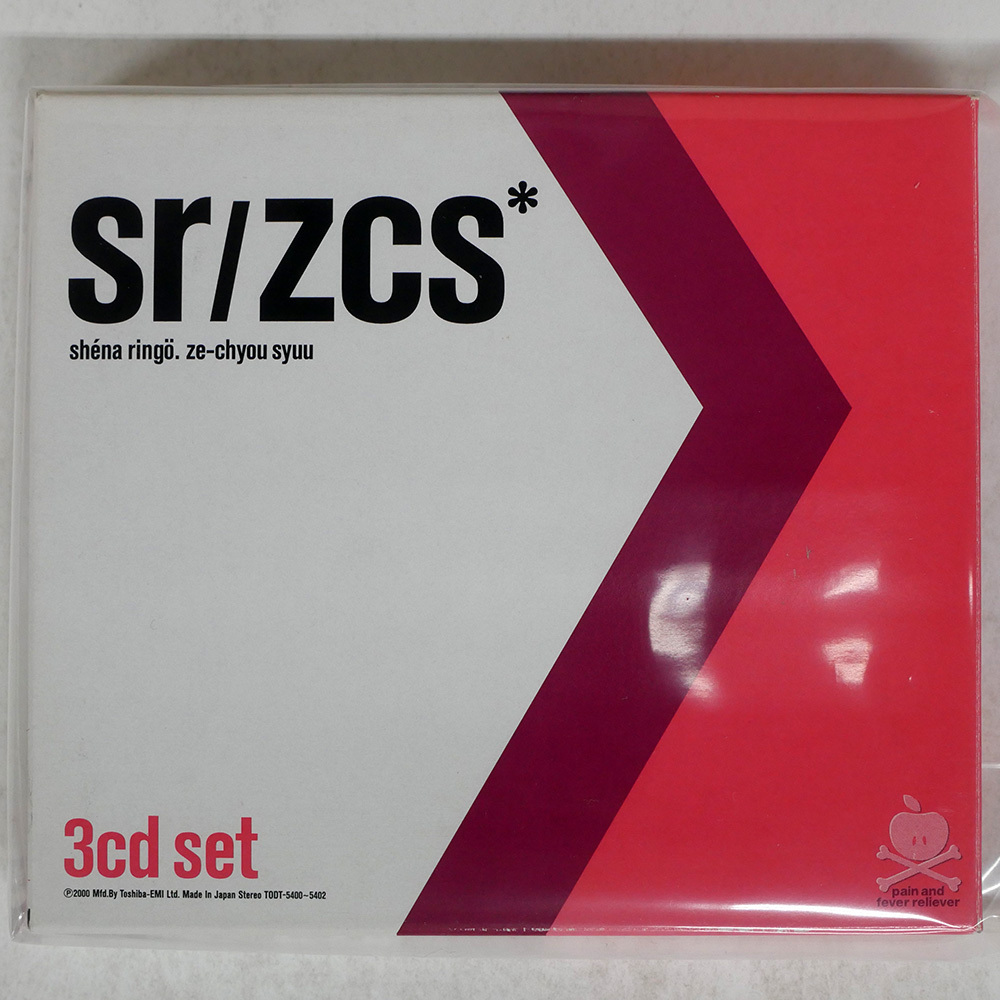 sr/zcs*
shéna ringö. ze-chyou syuu
3cd set
℗2000 Mfd.By Toshiba-EMI Ltd. Made In Japan Stereo TODT-5400~5402
pain and
fever reliever